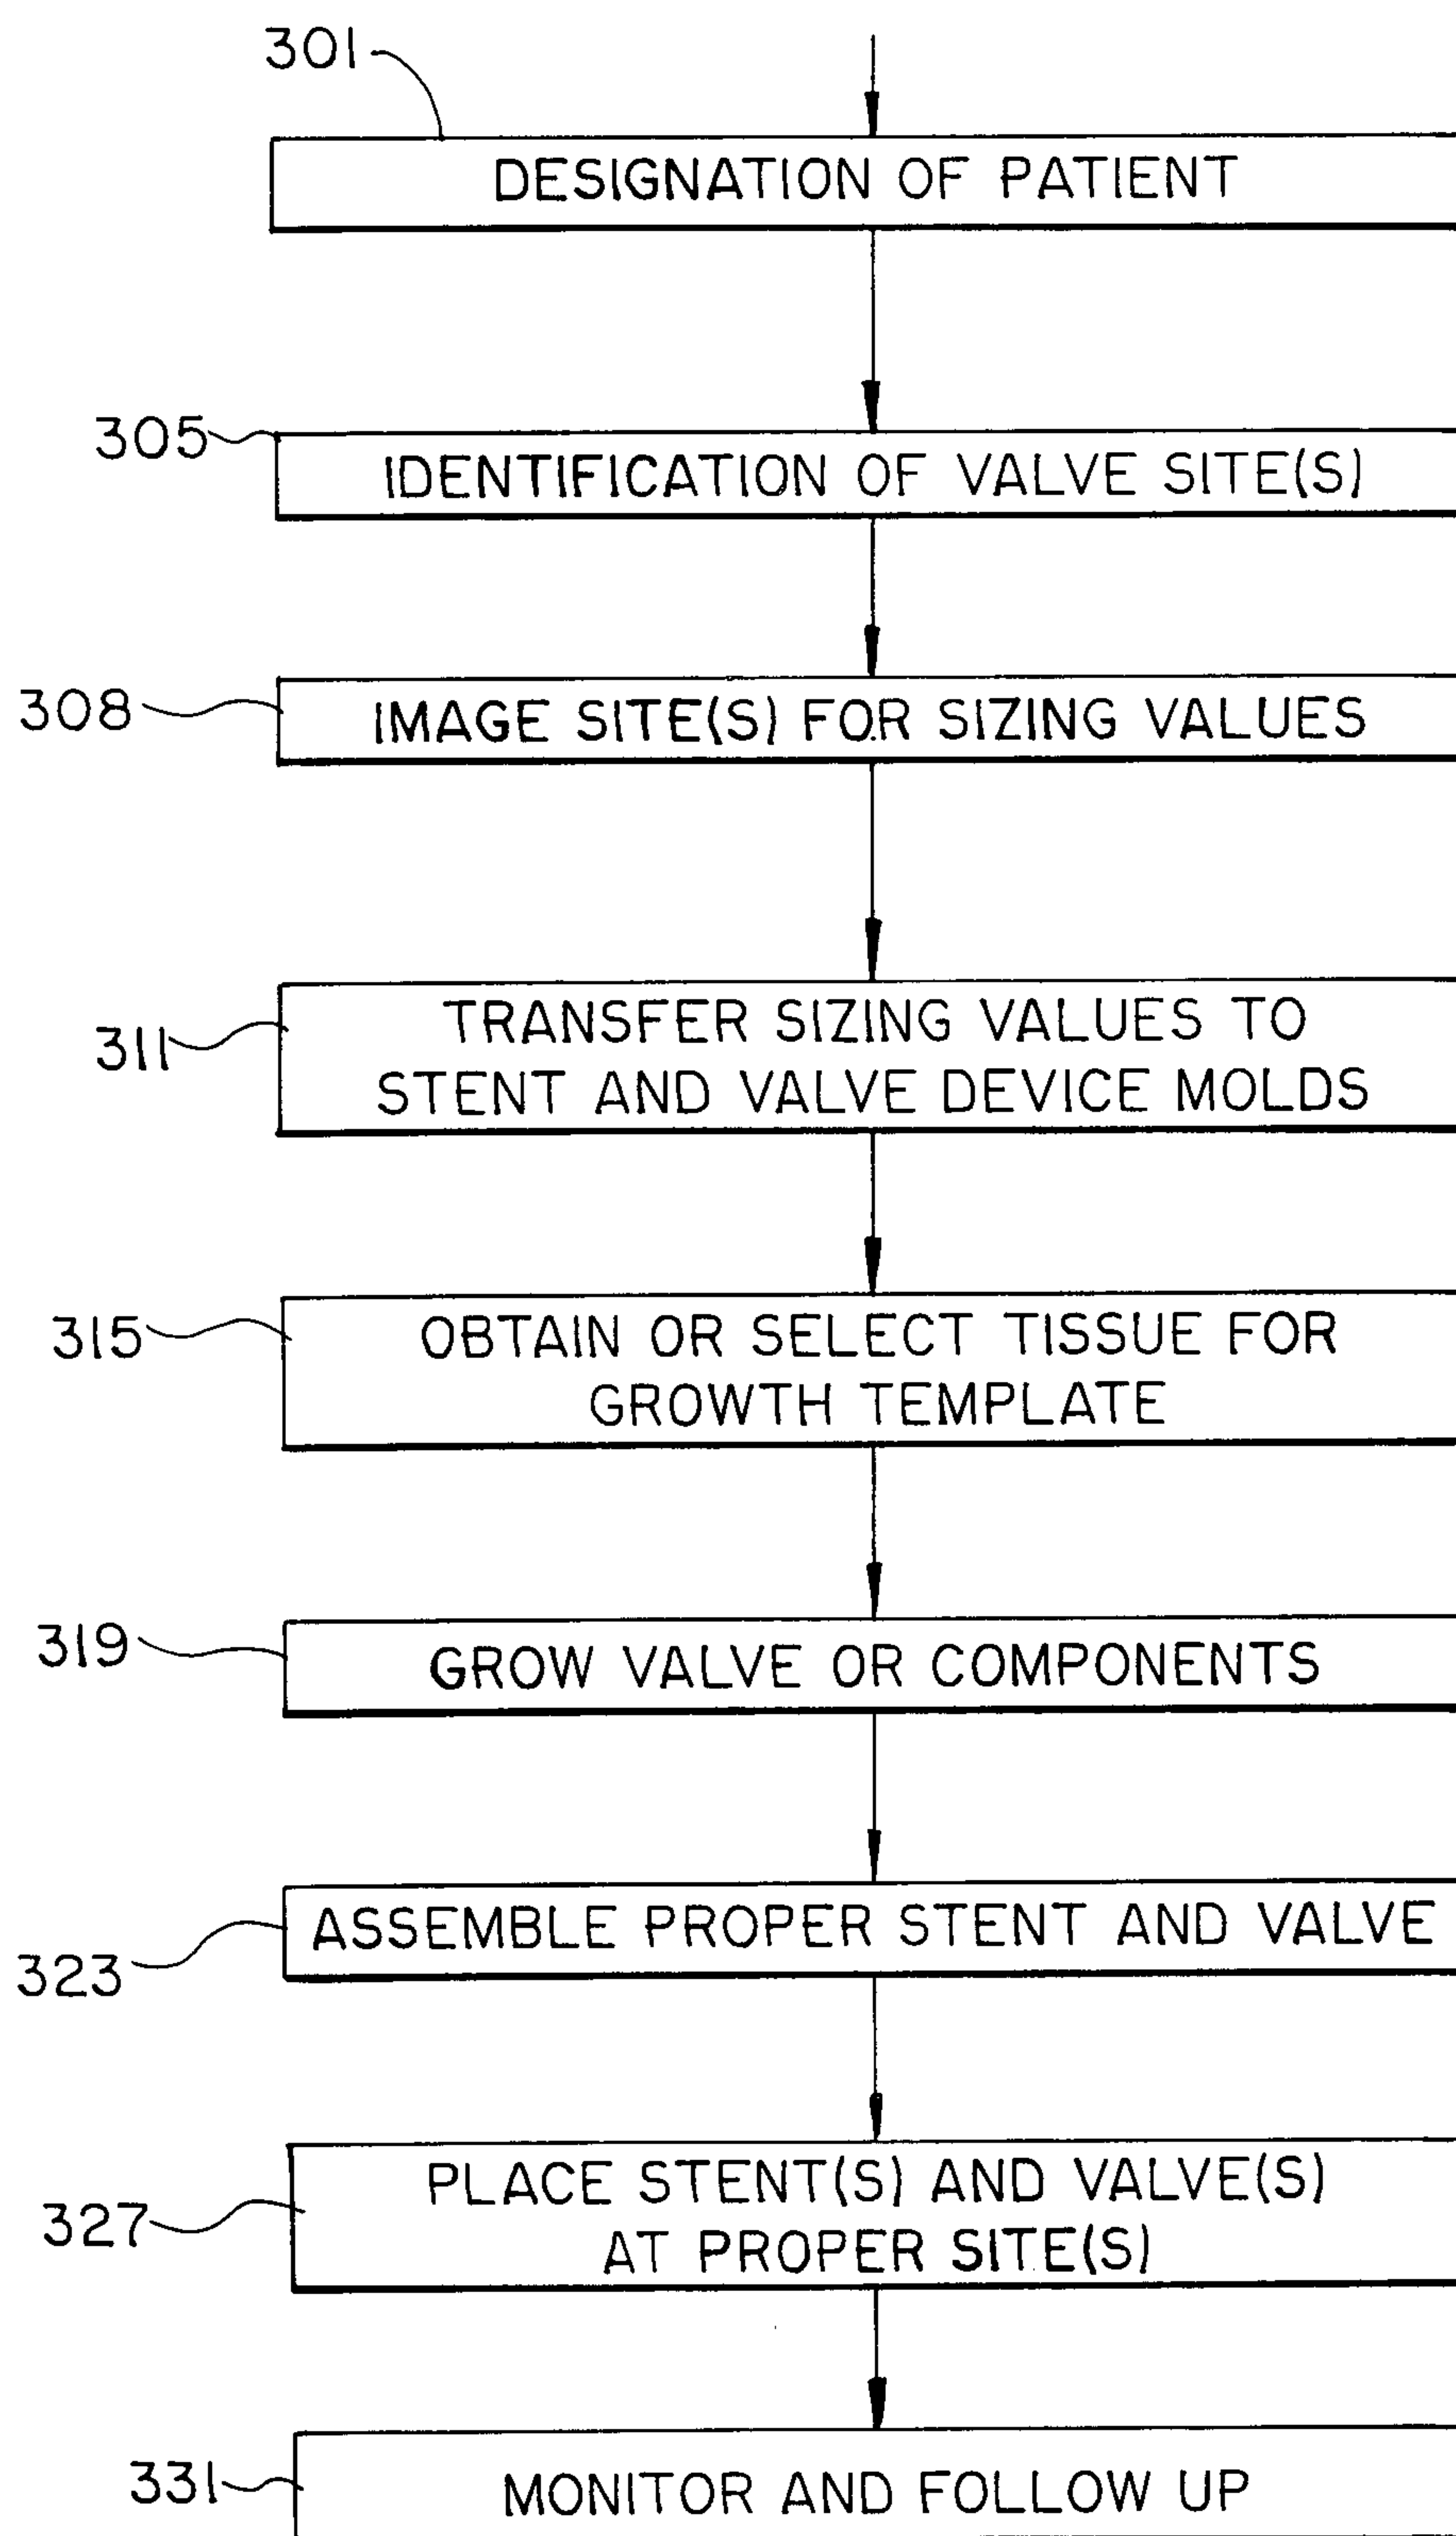 301
DESIGNATION OF PATIENT
305
IDENTIFICATION OF VALVE SITE(S)
308
IMAGE SITE(S) FOR SIZING VALUES
311
TRANSFER SIZING VALUES TO
STENT AND VALVE DEVICE MOLDS
315
OBTAIN OR SELECT TISSUE FOR
GROWTH TEMPLATE
319
GROW VALVE OR COMPONENTS
323
ASSEMBLE PROPER STENT AND VALVE
327
PLACE STENT(S) AND VALVE(S)
AT PROPER SITE(S)
331
MONITOR AND FOLLOW UP